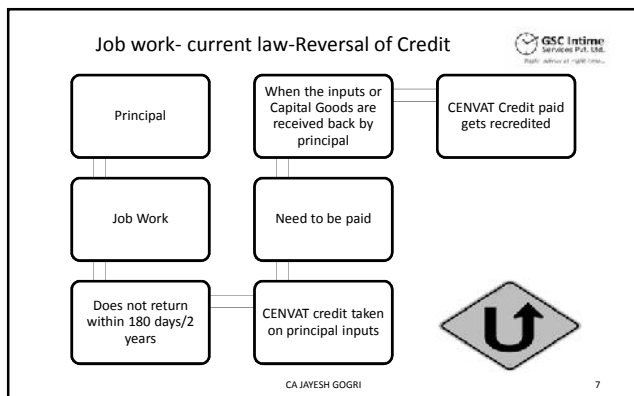 Job work- current law-Reversal of Credit
GSC Intime
Services Pvt. Ltd.
Principal
Job Work
Does not return
within 180 days/2
years
CENVAT credit taken
on principal inputs
Need to be paid
When the inputs or
Capital Goods are
received back by
principal
CENVAT Credit paid
gets recredited
CA JAYESH GOGRI
7